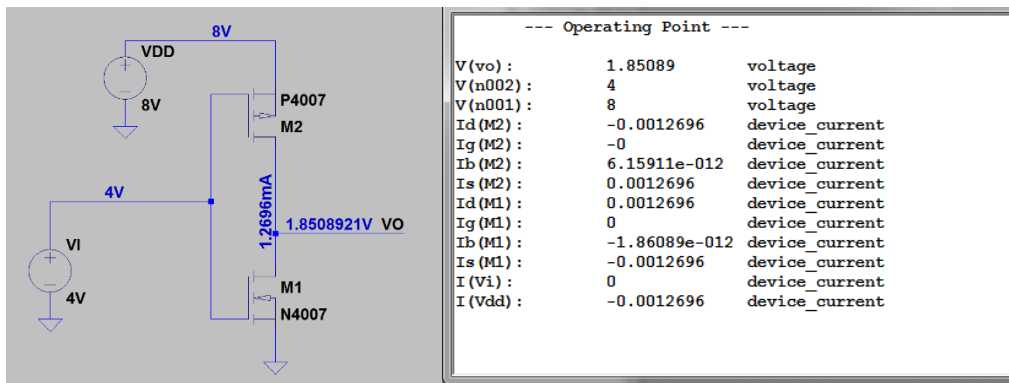 8V
VDD
8V
P4007
M2
4V
1.2696mA
1.8508921V VO
VI
4V
M1
N4007
--- Operating Point ---
V(vo): 1.85089 voltage
V(n002): 4 voltage
V(n001): 8 voltage
Id(M2): -0.0012696 device_current
Ig(M2): -0 device_current
Ib(M2): 6.15911e-012 device_current
Is(M2): 0.0012696 device_current
Id(M1): 0.0012696 device_current
Ig(M1): 0 device_current
Ib(M1): -1.86089e-012 device_current
Is(M1): -0.0012696 device_current
I(Vi): 0 device_current
I(Vdd): -0.0012696 device_current